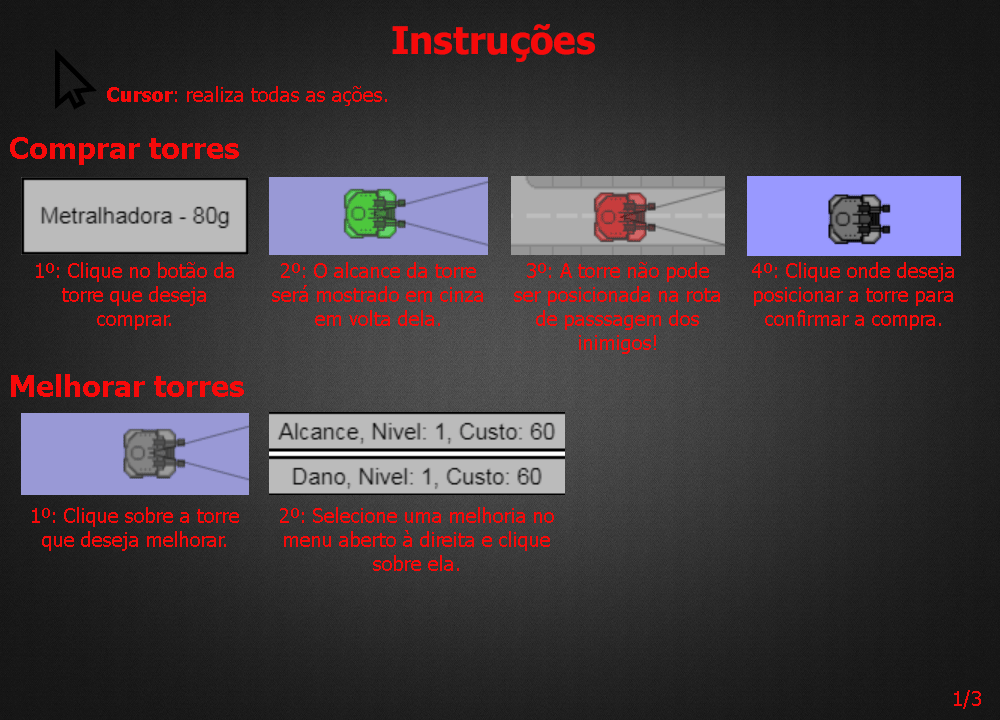 Instruções
Cursor: realiza todas as ações.
Comprar torres
Metralhadora - 80g
1º: Clique no botão da
torre que deseja
comprar.
2º: O alcance da torre
será mostrado em cinza
em volta dela.
3º: A torre não pode
ser posicionada na rota
de passsagem dos
inimigos!
4º: Clique onde deseja
posicionar a torre para
confirmar a compra.
Melhorar torres
1º: Clique sobre a torre
que deseja melhorar.
Alcance, Nivel: 1, Custo: 60
Dano, Nivel: 1, Custo: 60
2º: Selecione uma melhoria no
menu aberto à direita e clique
sobre ela.
1/3